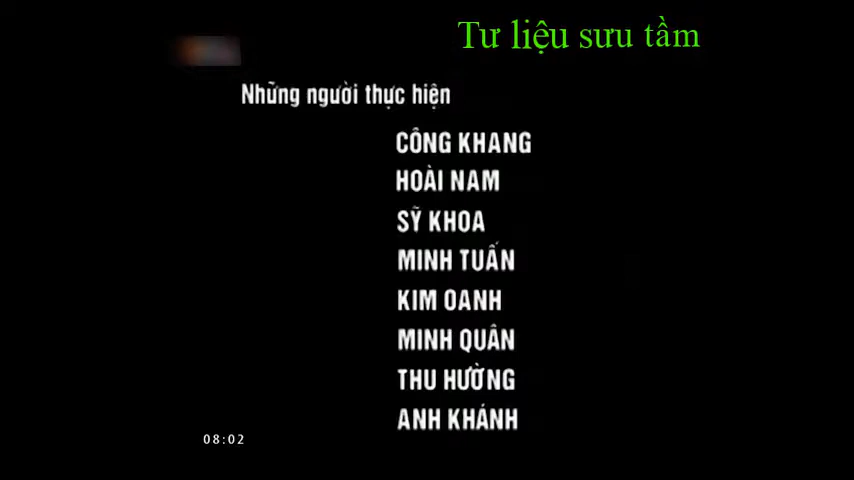 Tư liệu sưu tầm
Những người thực hiện
CÔNG KHANG
HOÀI NAM
SỸ KHOA
MINH TUẤN
KIM OANH
MINH QUÂN
THU HƯỜNG
ANH KHÁNH
08:02